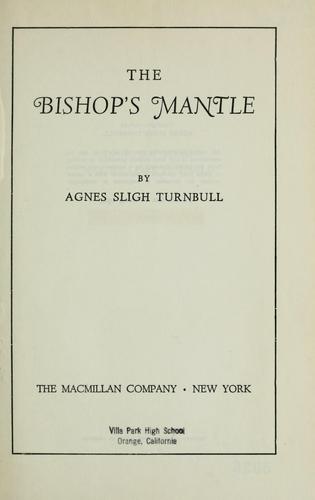 THE
BISHOP'S MANTLE
BY
AGNES SLIGH TURNBULL
THE MACMILLAN COMPANY • NEW YORK
Villa Park High School
Orange, California